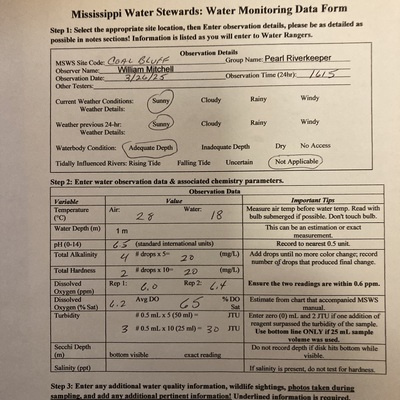 Mississippi Water Stewards: Water Monitoring Data Form
Step 1: Select the appropriate site location, then Enter observation details, please be as detailed as
possible in notes sections! Information is listed as you will enter to Water Rangers.
Observation Details
MSWS Site Code: COAL BLUFF Group Name: Pearl Riverkeeper
Observer Name: William Mitchell
Observation Date: 3/26/25 Observation Time (24hr): 1615
Other Testers:
Current Weather Conditions: Sunny Cloudy Rainy Windy
Weather Details:
Weather previous 24-hr: Sunny Cloudy Rainy Windy
Weather Details:
Waterbody Condition: Adequate Depth Inadequate Depth Dry No Access
Tidally Influenced Rivers: Rising Tide Falling Tide Uncertain Not Applicable
Step 2: Enter water observation data & associated chemistry parameters.
Observation Data
Variable Value Important Tips
Temperature (°C) Air: 28 Water: 18 Measure air temp before water temp. Read with
bulb submerged if possible. Don't touch bulb.
Water Depth (m) 1 m This can be an estimation or exact
measurement.
pH (0-14) 6.5 (standard international units) Record to nearest 0.5 unit.
Total Alkalinity 4 # drops x 5= 20 (mg/L) Add drops until no more color change; record
number of drops that produced final change.
Total Hardness 2 # drops x 10= 20 (mg/L)
Dissolved Oxygen (ppm) Rep 1: 6.0 Rep 2: 6.4 Ensure the two readings are within 0.6 ppm.
Dissolved Oxygen (% Sat) 6.2 Avg DO 65 % DO Sat Estimate from chart that accompanied MSWS
manual.
Turbidity # 0.5 mL x 5 (50 ml) = JTU Enter zero (0) mL and 2 JTU if one addition of
reagent surpassed the turbidity of the sample.
3 # 0.5 mL x 10 (25 ml) = 30 JTU Use bottom line ONLY if 25 mL sample
volume was used.
Secchi Depth (m) bottom visible exact reading Do not record depth if disk hits bottom while
visible.
Salinity (ppt) If salinity is present, do not test for hardness.
Step 3: Enter any additional water quality information, wildlife sightings, photos taken during
sampling, and add any additional pertinent information! Underlined information is required.